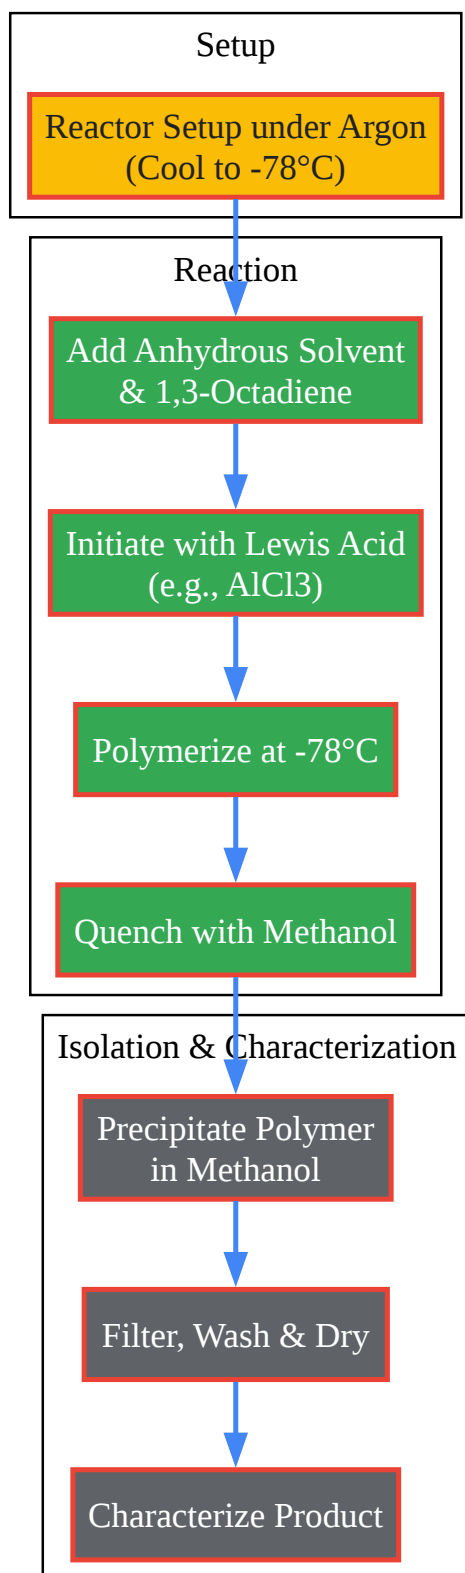 Setup
Reactor Setup under Argon
(Cool to -78°C)
Reaction
Add Anhydrous Solvent
& 1,3-Octadiene
Initiate with Lewis Acid
(e.g., AlCl3)
Polymerize at -78°C
Quench with Methanol
Isolation & Characterization
Precipitate Polymer
in Methanol
Filter, Wash & Dry
Characterize Product